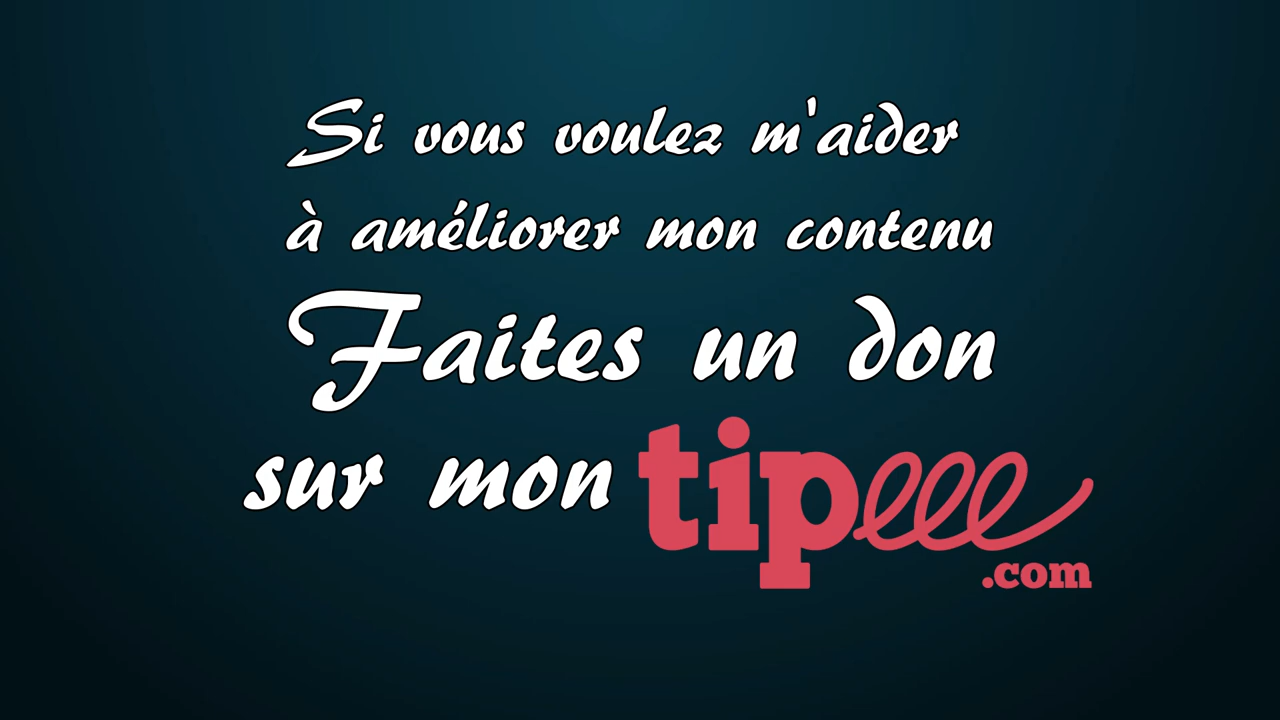 Si vous voulez m'aider
à améliorer mon contenu
Faites un don
sur mon tipeee
.com